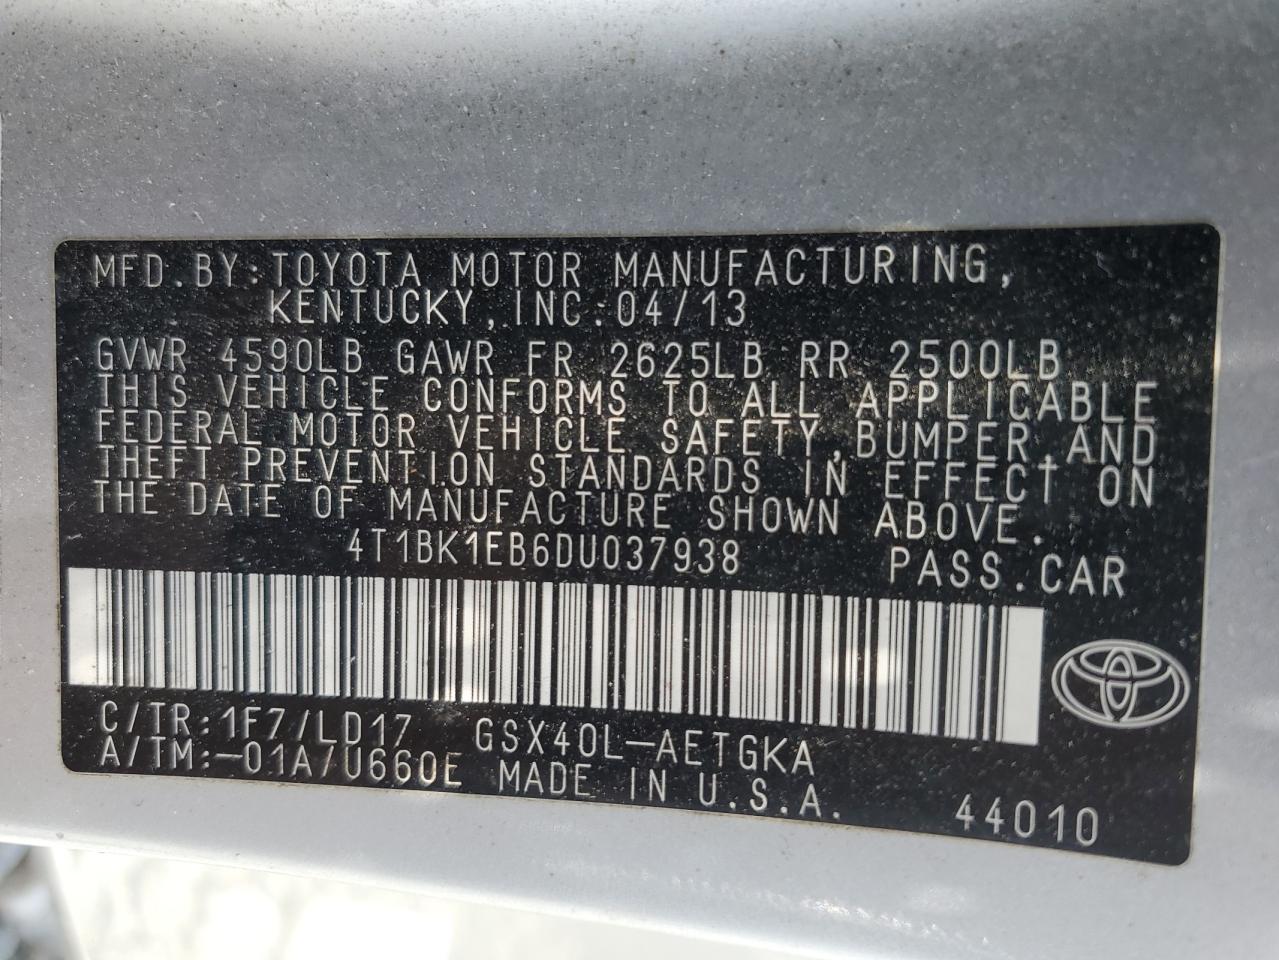 MFD.BY:TOYOTA MOTOR MANUFACTURING,
KENTUCKY,INC.04/13
GVWR 4590LB GAWR FR 2625LB RR 2500LB
THIS VEHICLE CONFORMS TO ALL APPLICABLE
FEDERAL MOTOR VEHICLE SAFETY,BUMPER,AND
THEFT PREVENTION STANDARDS IN EFFECT ON
THE DATE OF MANUFACTURE SHOWN ABOVE.
4T1BK1EB6DU037938 PASS.CAR
C/TR:1F7/LD17 GSX40L-AETGKA
A/TM:-01A/U660E MADE IN U.S.A.
44010